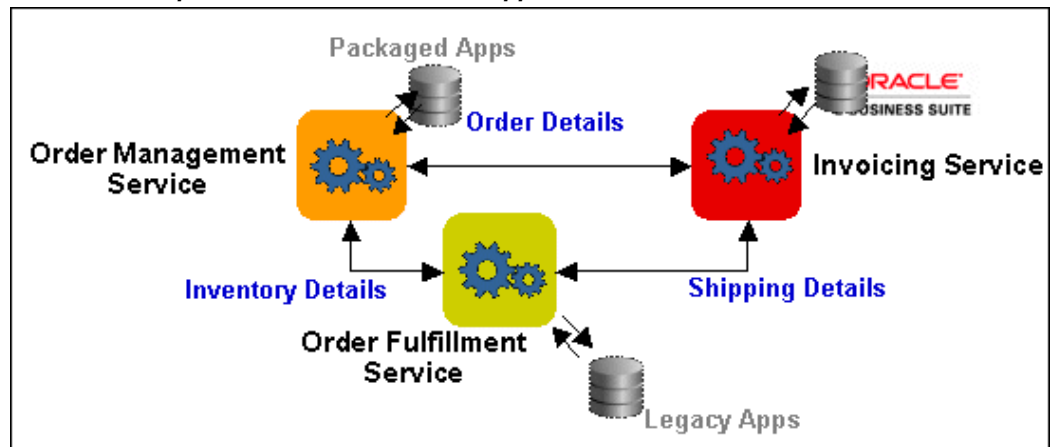 Packaged Apps
ORACLE
E-BUSINESS SUITE
Order Details
Order Management
Service
Invoicing Service
Inventory Details
Shipping Details
Order Fulfillment
Service
Legacy Apps